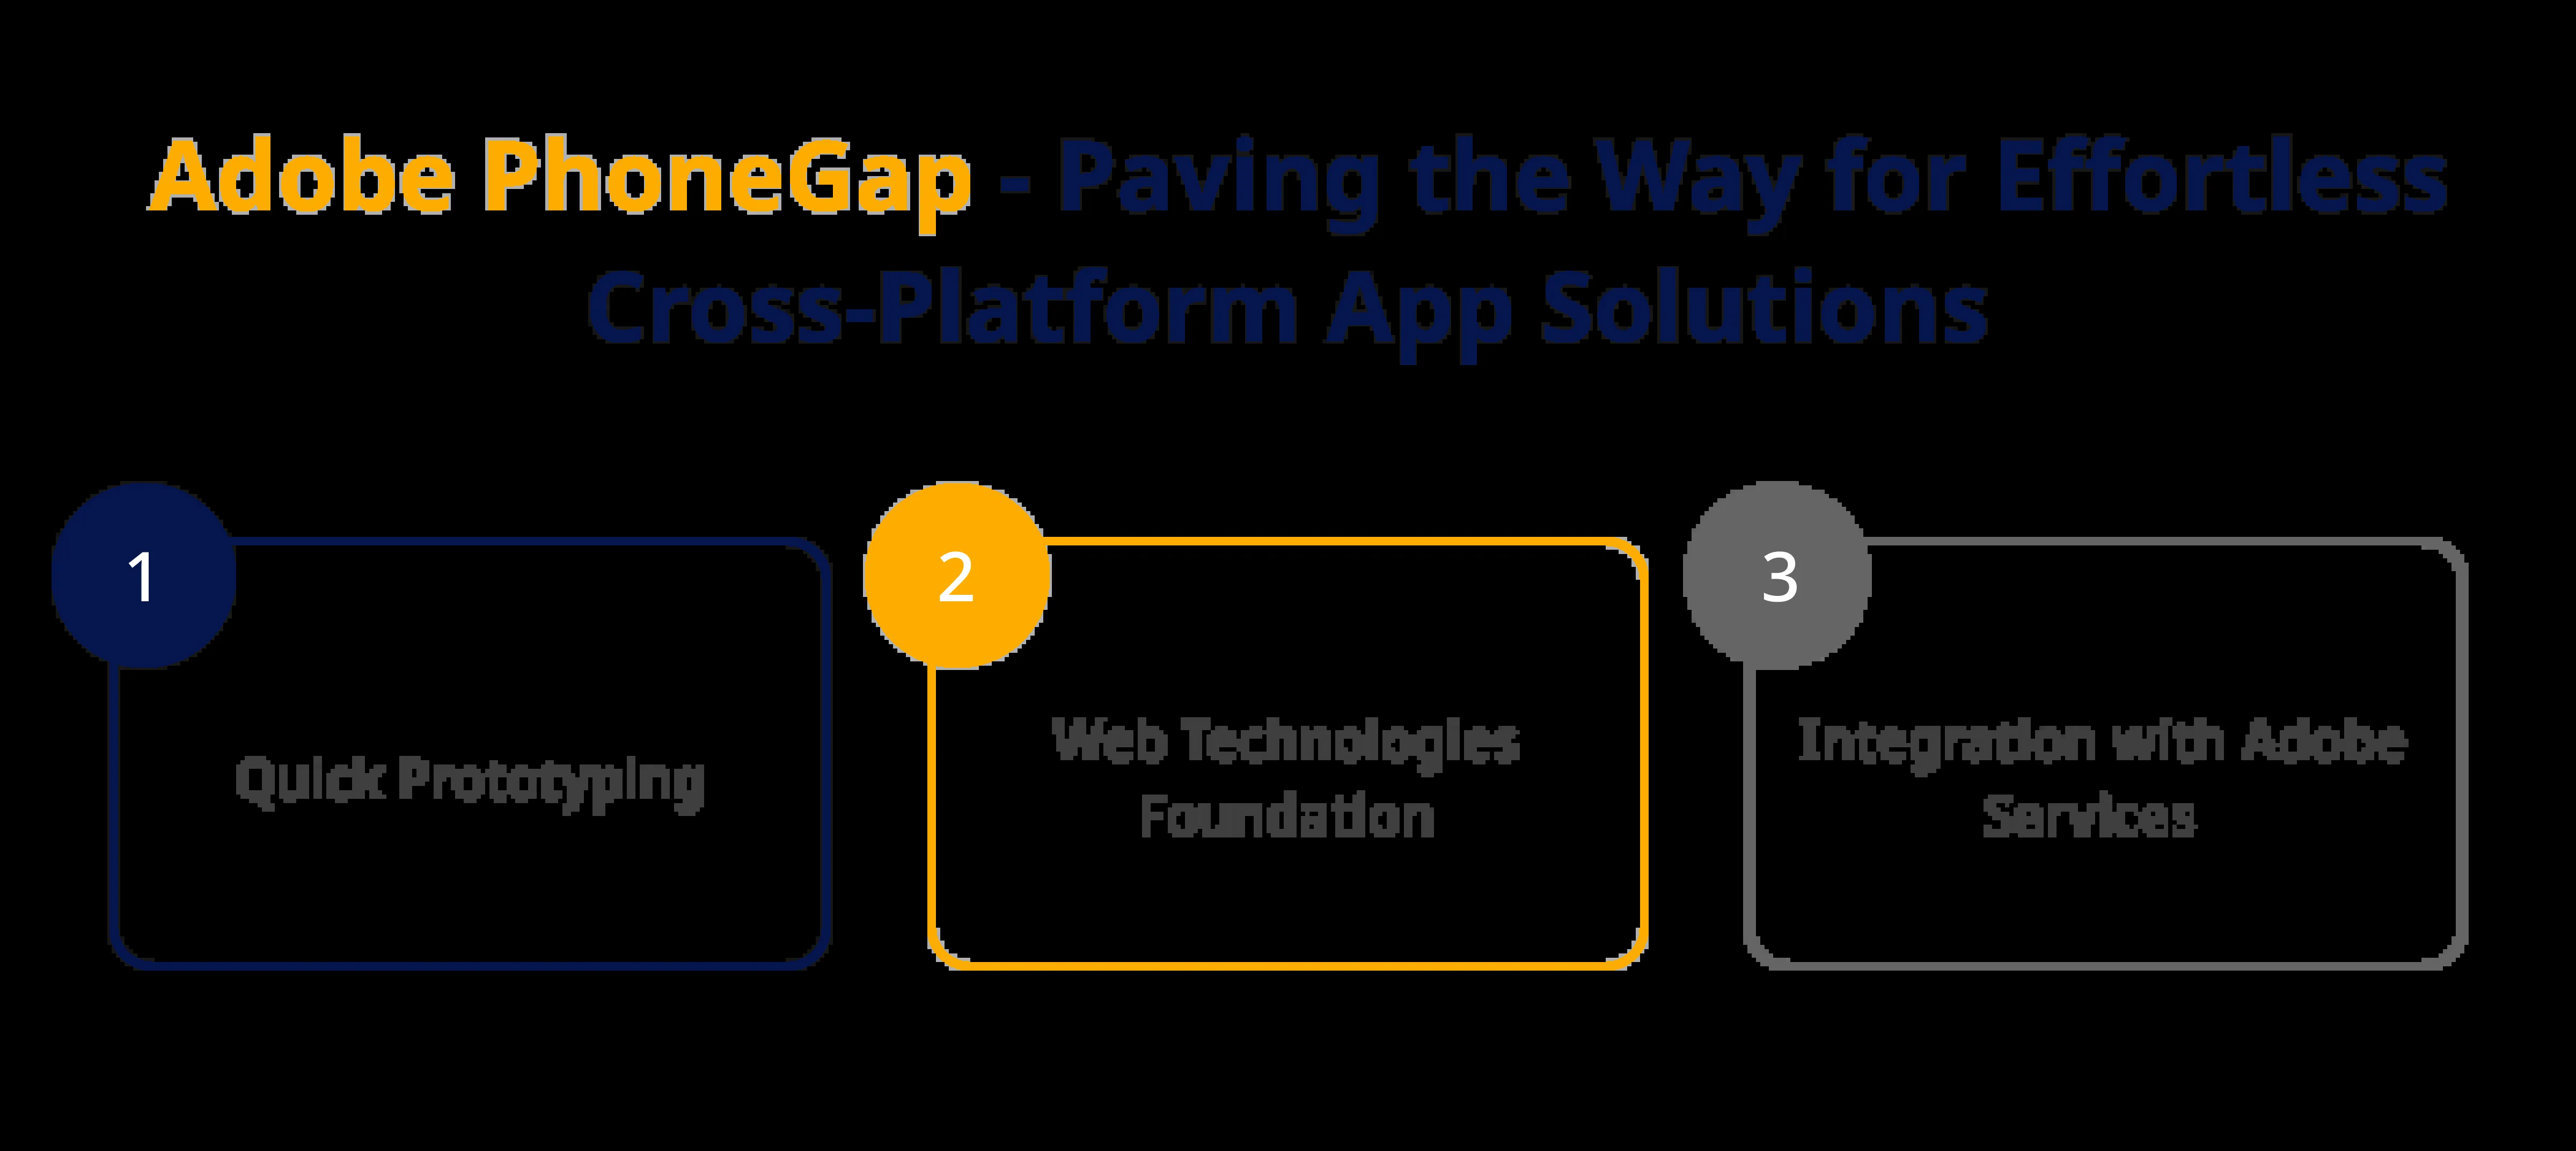 Adobe PhoneGap - Paving the Way for Effortless
Cross-Platform App Solutions
1
Quick Prototyping
2
Web Technologies
Foundation
3
Integration with Adobe
Services